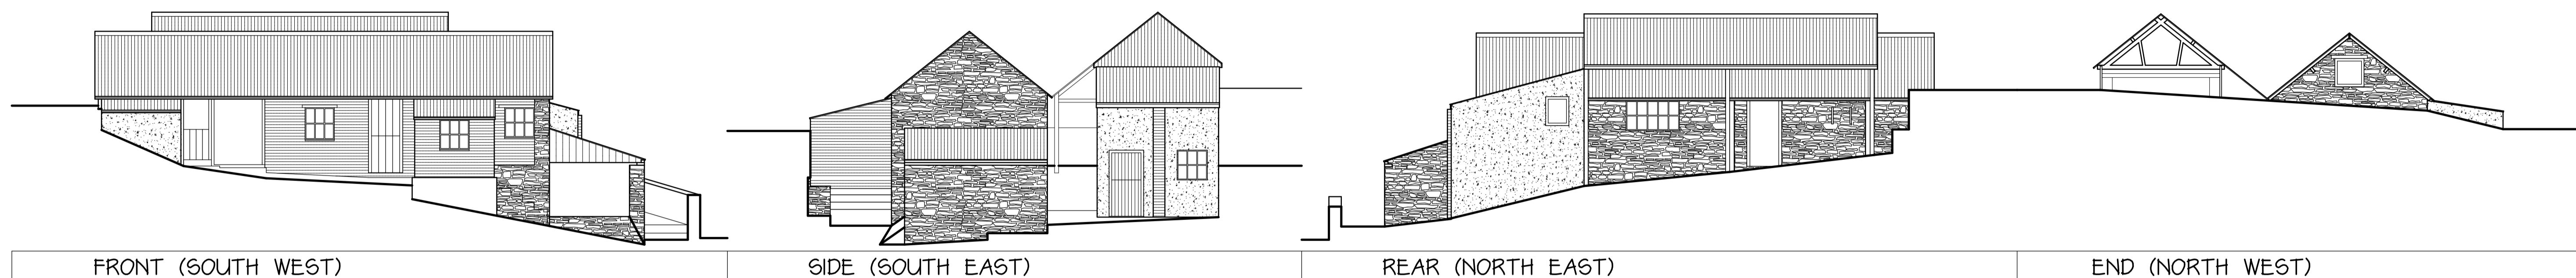 FRONT (SOUTH WEST)
SIDE (SOUTH EAST)
REAR (NORTH EAST)
END (NORTH WEST)